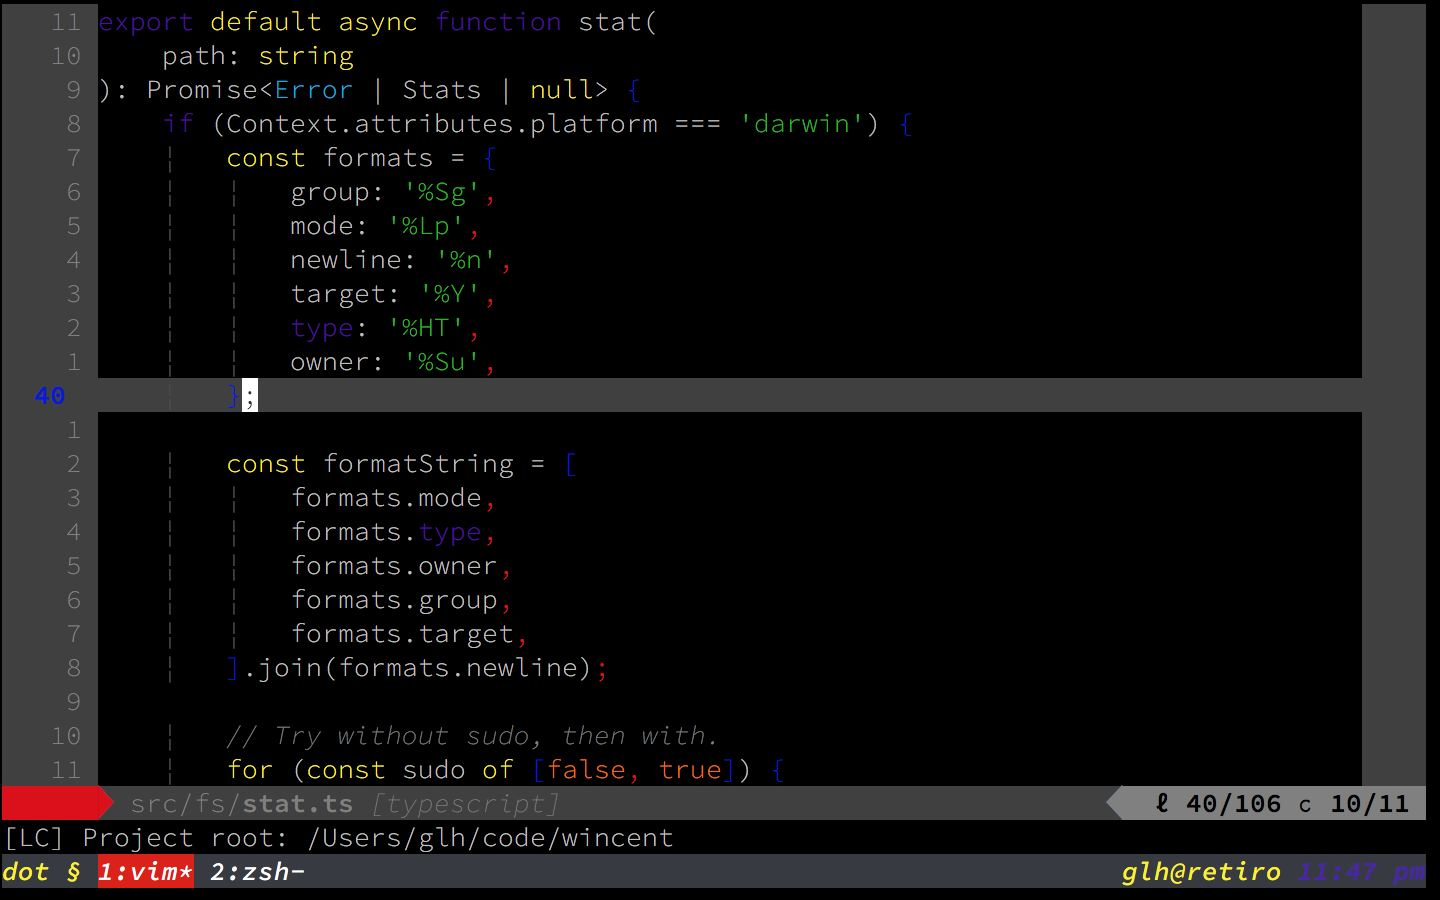 11 export default async function stat(
10     path: string
9 ): Promise<Error | Stats | null> {
8     if (Context.attributes.platform === 'darwin') {
7     ¦   const formats = {
6     ¦   ¦   group: '%Sg',
5     ¦   ¦   mode: '%Lp',
4     ¦   ¦   newline: '%n',
3     ¦   ¦   target: '%Y',
2     ¦   ¦   type: '%HT',
1     ¦   ¦   owner: '%Su',
40     ¦   };
1
2     ¦   const formatString = [
3     ¦   ¦   formats.mode,
4     ¦   ¦   formats.type,
5     ¦   ¦   formats.owner,
6     ¦   ¦   formats.group,
7     ¦   ¦   formats.target,
8     ¦   ].join(formats.newline);
9
10     ¦   // Try without sudo, then with.
11     ¦   for (const sudo of [false, true]) {
src/fs/stat.ts [typescript] ℓ 40/106 c 10/11
[LC] Project root: /Users/glh/code/wincent
dot § 1:vim* 2:zsh- glh@retiro 11:47 pm